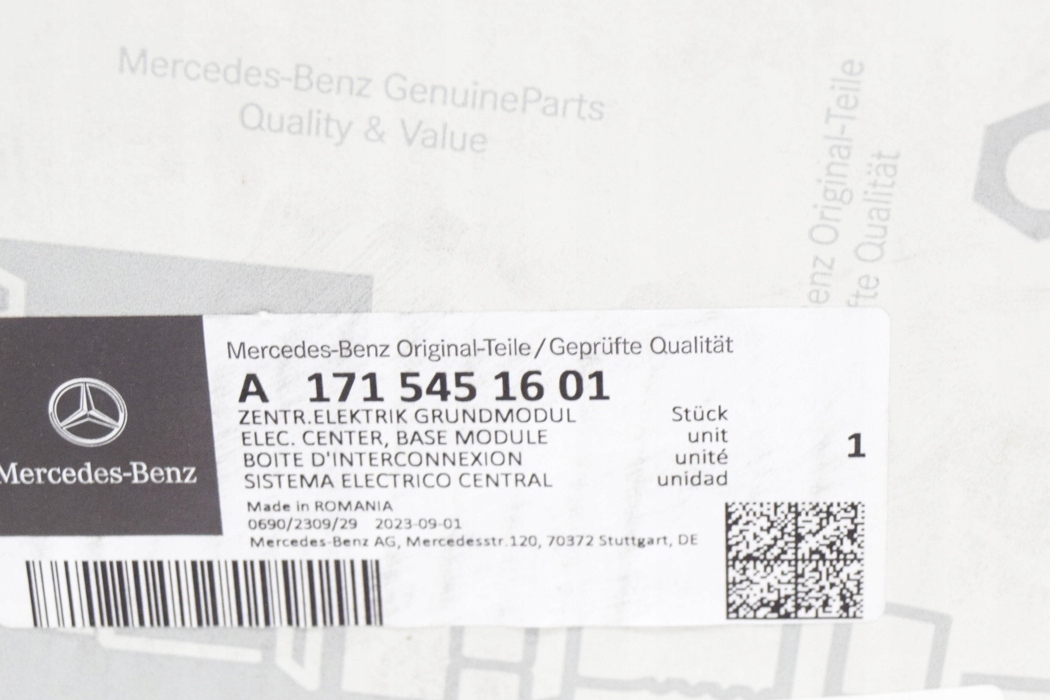 Mercedes-Benz GenuineParts
Quality & Value
enz Original-Teile
fte Qualität
Mercedes-Benz Original-Teile/Geprüfte Qualität
A 171 545 16 01
ZENTR.ELEKTRIK GRUNDMODUL Stück
ELEC. CENTER, BASE MODULE unit
BOITE D'INTERCONNEXION unité
SISTEMA ELECTRICO CENTRAL unidad
1
Made in ROMANIA
0690/2309/29 2023-09-01
Mercedes-Benz AG, Mercedesstr.120, 70372 Stuttgart, DE
Mercedes-Benz